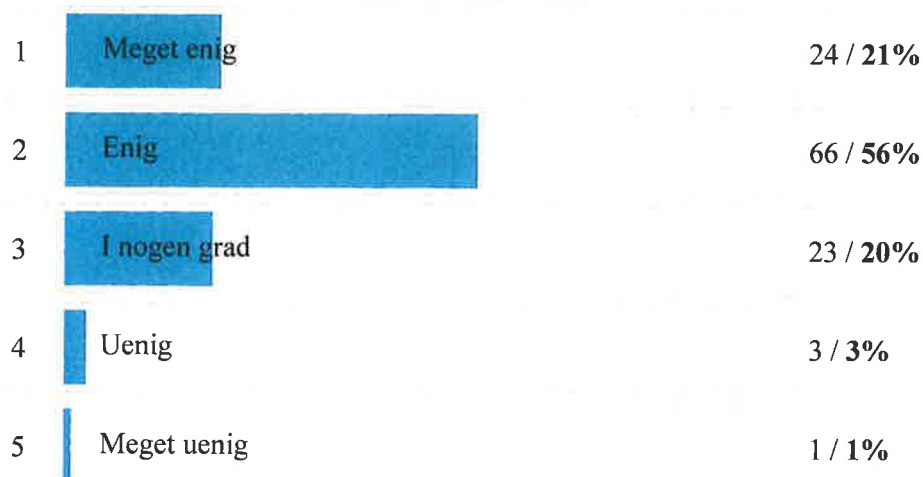 1 Meget enig 24 / 21%
2 Enig 66 / 56%
3 I nogen grad 23 / 20%
4 Uenig 3 / 3%
5 Meget uenig 1 / 1%